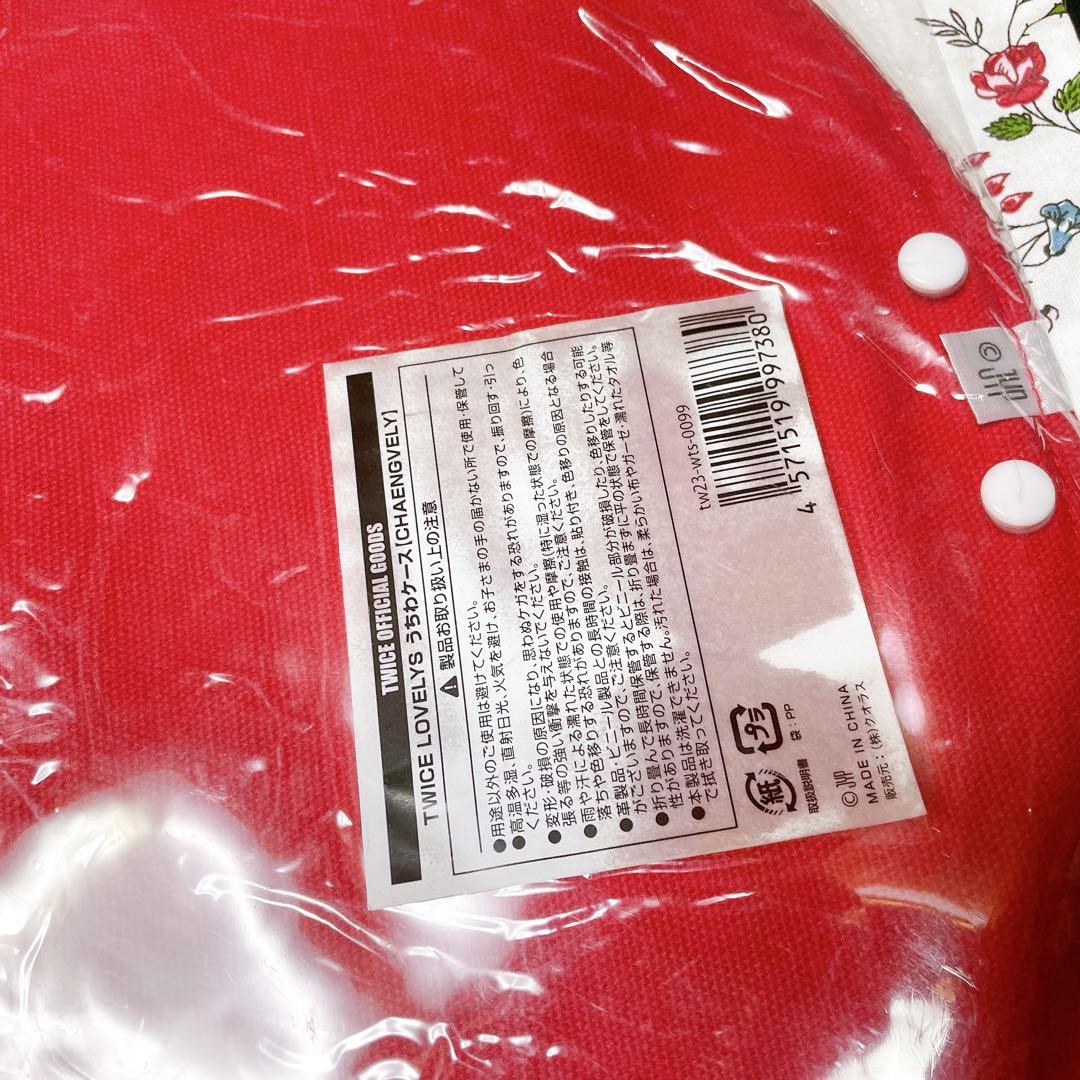 TWICE OFFICIAL GOODS
TWICE LOVELYS うちわケース [CHAENGVELY]
製品お取り扱い上の注意
●用途以外のご使用は避けてください。
●高温多湿、直射日光、火気を避け、お子さまの手の届かない所で使用・保管して
ください。
●変形・破損の原因になり、思わぬケガをする恐れがありますので、振り回す・引っ
張る等の強い衝撃を与えないでください。
●雨や汗による濡れた状態での使用や摩擦(特に湿った状態での摩擦)により、色
落ちや色移りする恐れがありますので、ご注意ください。
●革製品・ビニール製品との長時間の接触は、貼り付き、色移りの原因となる場合
がございますので、ご注意ください。
●折り畳んで長時間保管するとビニール部分が破損したり、色移りしたりする可能
性がありますので、保管する際は、折り畳まずに平の状態で保管をしてください。
●本製品は洗濯できません。汚れた場合は、柔らかい布やガーゼ・濡れたタオル等
で拭き取ってください。
紙
取扱説明書
プラ
袋:PP
tw23-wts-0099
4 571519 997380
©JYP
MADE IN CHINA
販売元:(株)クオラス